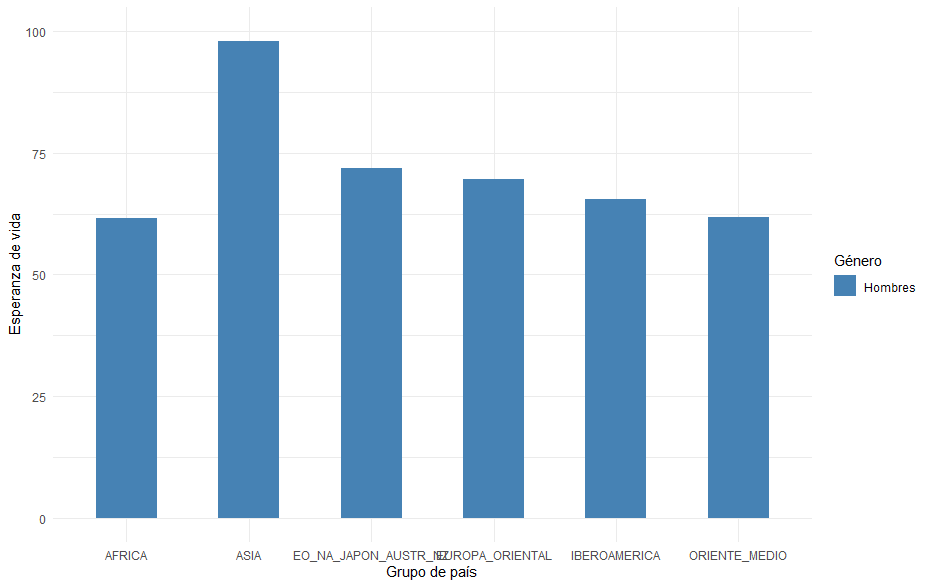 100
75
50
25
0
Esperanza de vida
AFRICA
ASIA
EO_NA_JAPON_AUSTR_NZ
EUROPA_ORIENTAL
IBEROAMERICA
ORIENTE_MEDIO
Grupo de país
Género
Hombres